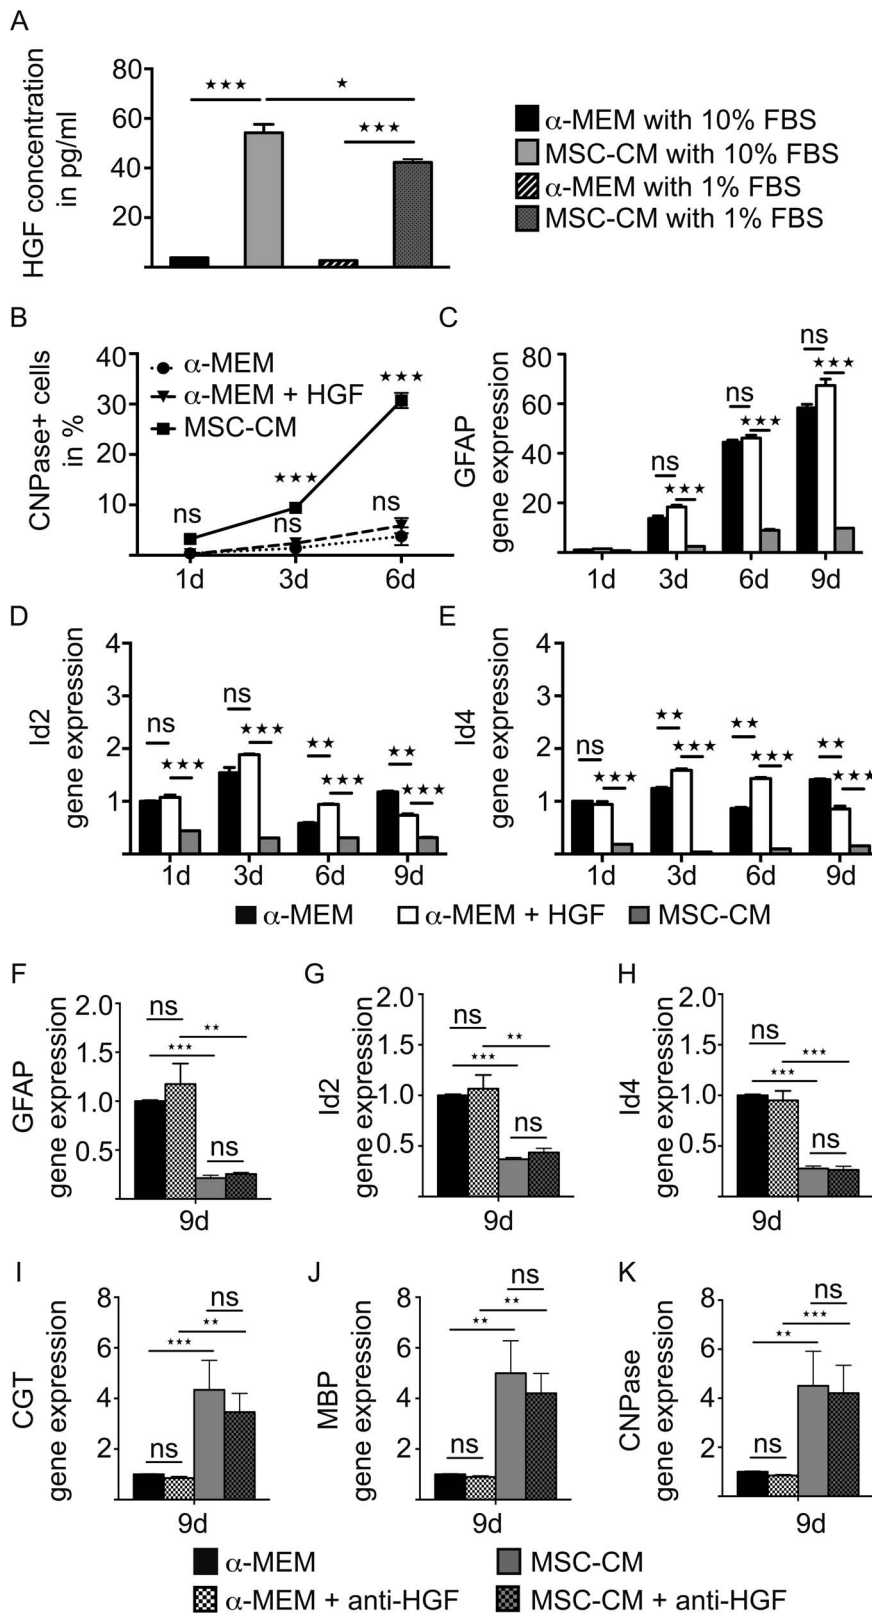 A
HGF concentration
in pg/ml
80
60
40
20
★★★
★
★★★
α-MEM with 10% FBS
MSC-CM with 10% FBS
α-MEM with 1% FBS
MSC-CM with 1% FBS
B
CNPase+ cells
in %
40
30
20
10
α-MEM
α-MEM + HGF
MSC-CM
★★★
★★★
ns
ns
ns
1d
3d
6d
C
GFAP
gene expression
80
60
40
20
ns
★★★
ns
★★★
ns
★★★
1d
3d
6d
9d
D
Id2
gene expression
4
3
2
1
ns
★★★
ns
★★★
★★
★★★
★★
★★★
1d
3d
6d
9d
E
Id4
gene expression
4
3
2
1
ns
★★★
★★
★★★
★★
★★★
★★
★★★
1d
3d
6d
9d
α-MEM
α-MEM + HGF
MSC-CM
F
GFAP
gene expression
2.0
1.5
1.0
0.5
ns
★★
★★★
ns
9d
G
Id2
gene expression
2.0
1.5
1.0
0.5
ns
★★
★★★
ns
9d
H
Id4
gene expression
2.0
1.5
1.0
0.5
ns
★★★
★★★
ns
9d
I
CGT
gene expression
8
6
4
2
ns
★★
★★★
ns
9d
J
MBP
gene expression
8
6
4
2
ns
★★
★★
ns
9d
K
CNPase
gene expression
8
6
4
2
ns
★★★
★★
ns
9d
α-MEM
MSC-CM
α-MEM + anti-HGF
MSC-CM + anti-HGF